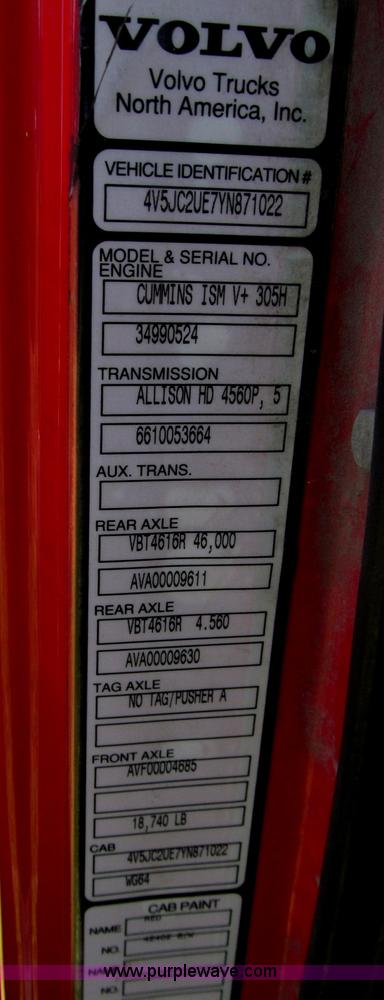 VOLVO
Volvo Trucks
North America, Inc.
VEHICLE IDENTIFICATION #
4V5JC2UE7YN871022
MODEL & SERIAL NO.
ENGINE
CUMMINS ISM V+ 305H
34990524
TRANSMISSION
ALLISON HD 4560P, 5
6610053664
AUX. TRANS.
REAR AXLE
VBT4616R 46,000
AVA00009611
REAR AXLE
VBT4616R 4.560
AVA00009630
TAG AXLE
NO TAG/PUSHER A
FRONT AXLE
AVF00004685
18,740 LB
CAB
4V5JC2UE7YN871022
WG64
CAB PAINT
NAME RED
NO.
NAME
www.purplewave.com
NO.